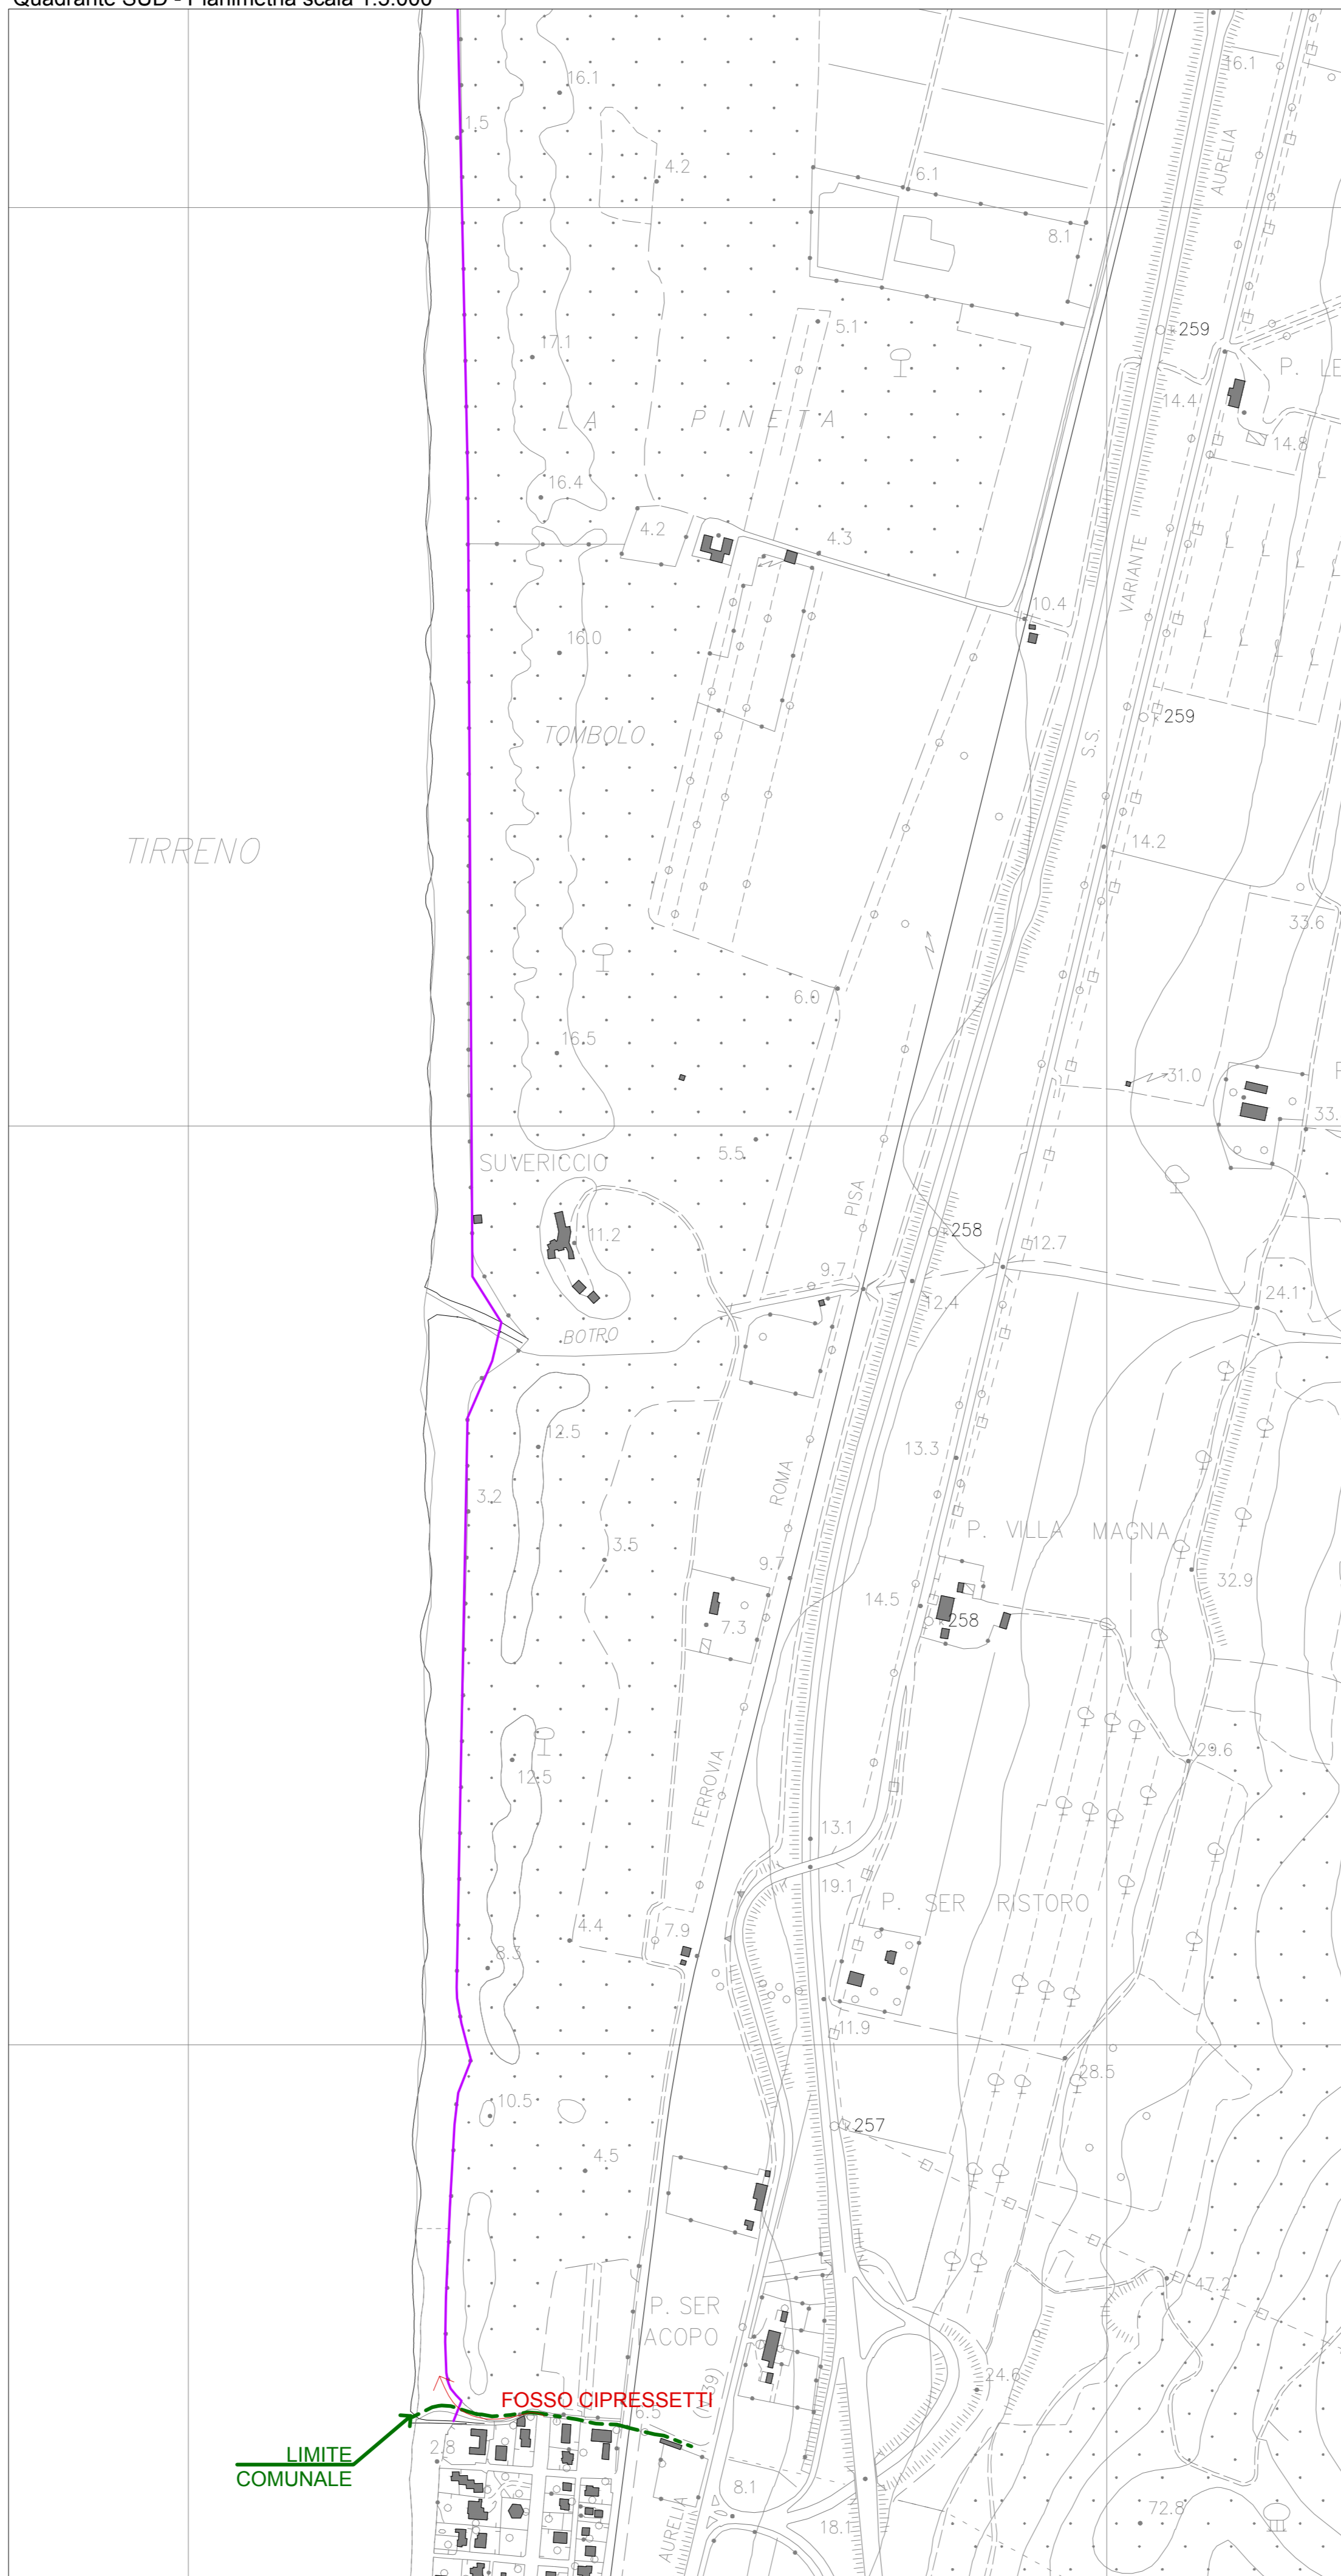 Quadrante SUD - Planimetria scala 1:5.000
16.1
16.1
1.5
AURELIA
4.2
6.1
8.1
259
17.1
5.1
P. LE
14.4
LA PINETA
14.8
16.4
4.2
4.3
VARIANTE
10.4
16.0
259
TOMBOLO
S.S.
TIRRENO
14.2
33.6
6.0
16.5
31.0
33.
5.5
SUVERICCIO
PISA
11.2
258
12.7
9.7
12.4
24.1
BOTRO
12.5
13.3
3.2
ROMA
P. VILLA MAGNA
3.5
9.7
32.9
14.5
7.3
258
29.6
12.5
FERROVIA
13.1
19.1
P. SER RISTORO
4.4
7.9
8.3
11.9
28.5
10.5
257
4.5
47.2
P. SER
IACOPO
24.6
FOSSO CIPRESSETTI
6.5
LIMITE
COMUNALE
2.8
8.1
AURELIA
18.1
72.8